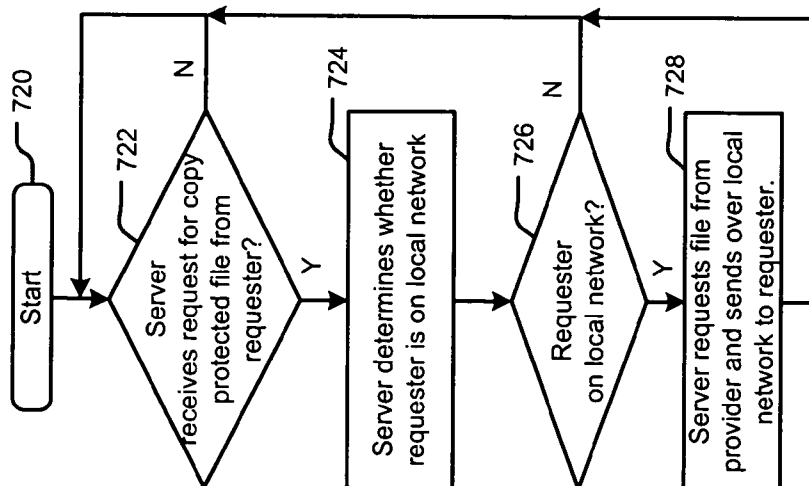 720
Start
722
Server
receives request for copy
protected file from
requester?
N
Y
724
Server determines whether
requester is on local network
726
Requester
on local network?
N
Y
728
Server requests file from
provider and sends over local
network to requester.